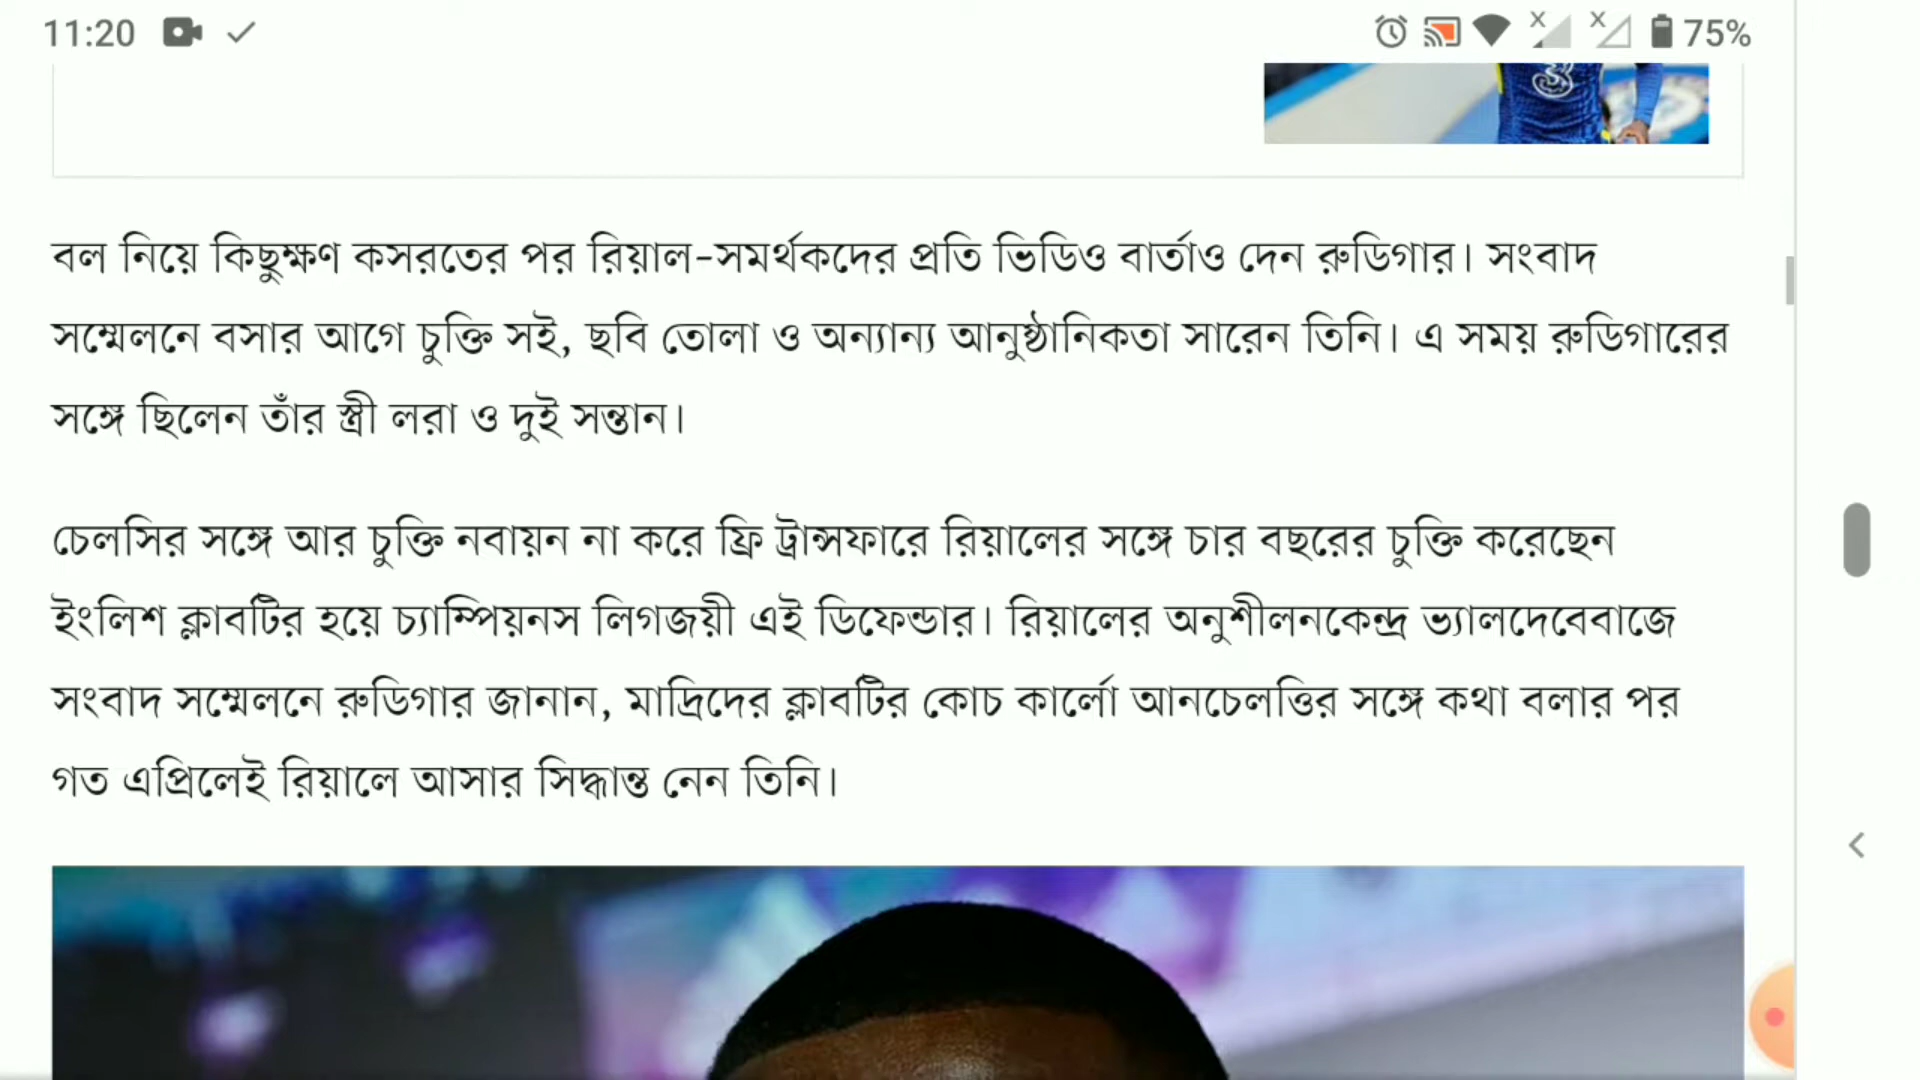 11:20
75%
3
বল নিয়ে কিছুক্ষণ কসরতের পর রিয়াল-সমর্থকদের প্রতি ভিডিও বার্তাও দেন রুডিগার। সংবাদ
সম্মেলনে বসার আগে চুক্তি সই, ছবি তোলা ও অন্যান্য আনুষ্ঠানিকতা সারেন তিনি। এ সময় রুডিগারের
সঙ্গে ছিলেন তাঁর স্ত্রী লরা ও দুই সন্তান।
চেলসির সঙ্গে আর চুক্তি নবায়ন না করে ফ্রি ট্রান্সফারে রিয়ালের সঙ্গে চার বছরের চুক্তি করেছেন
ইংলিশ ক্লাবটির হয়ে চ্যাম্পিয়নস লিগজয়ী এই ডিফেন্ডার। রিয়ালের অনুশীলনকেন্দ্র ভ্যালদেবেবাজে
সংবাদ সম্মেলনে রুডিগার জানান, মাদ্রিদের ক্লাবটির কোচ কার্লো আনচেলত্তির সঙ্গে কথা বলার পর
গত এপ্রিলেই রিয়ালে আসার সিদ্ধান্ত নেন তিনি।